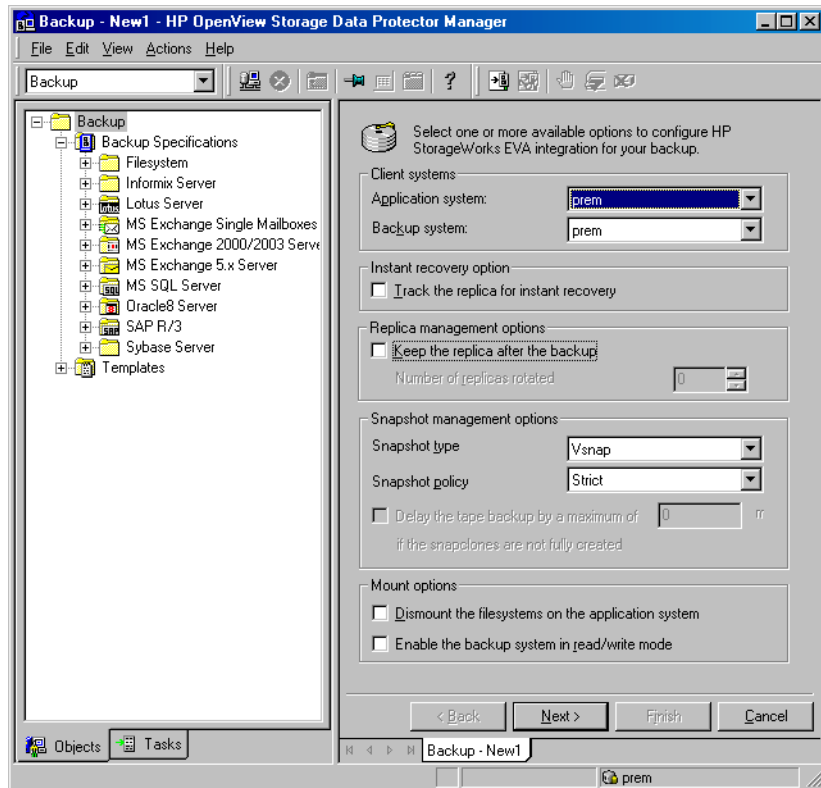 Backup - New1 - HP OpenView Storage Data Protector Manager
File Edit View Actions Help
Backup
Backup
Backup Specifications
Filesystem
Informix Server
Lotus Server
MS Exchange Single Mailboxes
MS Exchange 2000/2003 Serve
MS Exchange 5.x Server
MS SQL Server
Oracle8 Server
SAP R/3
Sybase Server
Templates
Objects
Tasks
Select one or more available options to configure HP
StorageWorks EVA integration for your backup.
Client systems
Application system: prem
Backup system: prem
Instant recovery option
Track the replica for instant recovery
Replica management options
Keep the replica after the backup
Number of replicas rotated 0
Snapshot management options
Snapshot type Vsnap
Snapshot policy Strict
Delay the tape backup by a maximum of 0
if the snapclones are not fully created
Mount options
Dismount the filesystems on the application system
Enable the backup system in read/write mode
< Back Next > Finish Cancel
Backup - New1
prem